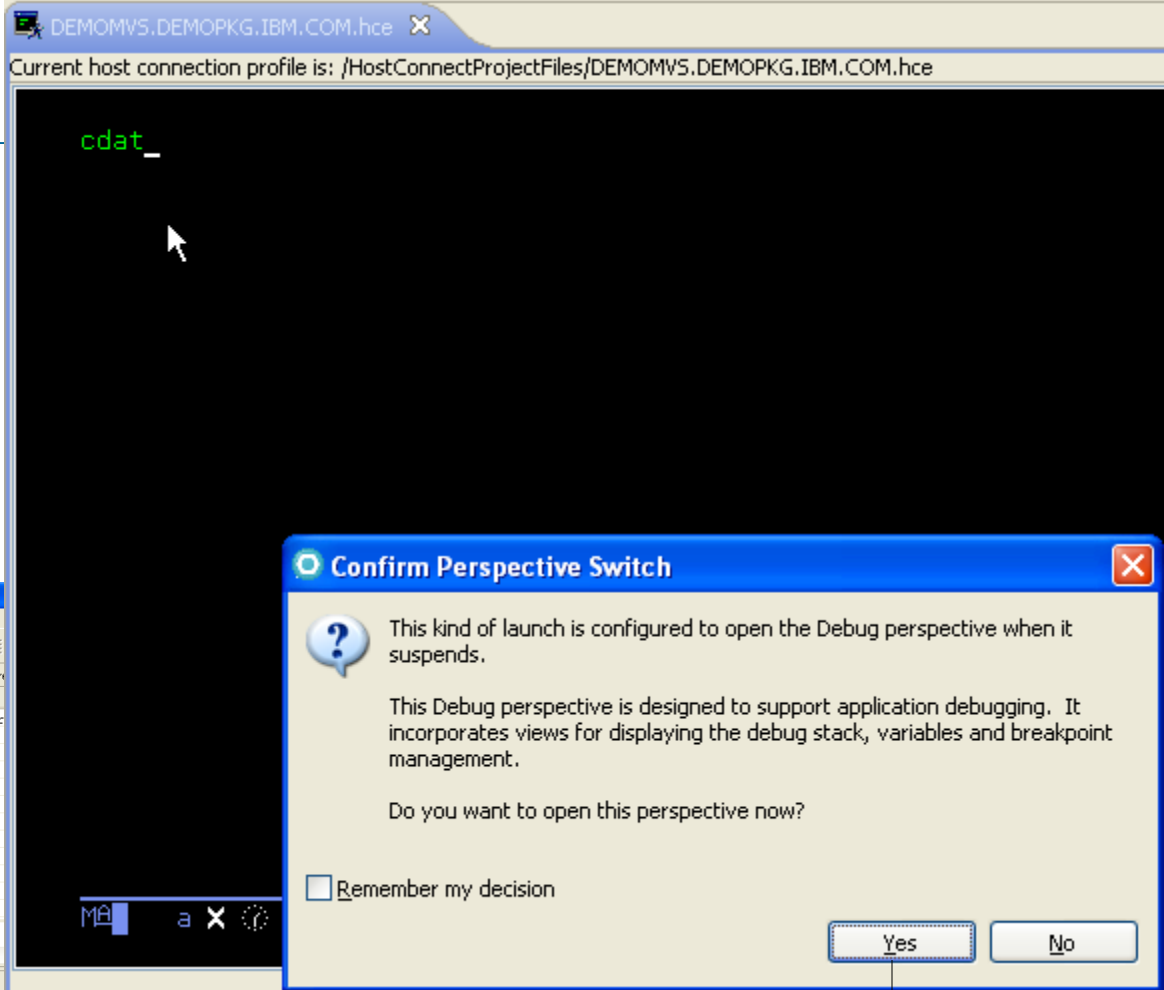 DEMOMVS.DEMOPKG.IBM.COM.hce
Current host connection profile is: /HostConnectProjectFiles/DEMOMVS.DEMOPKG.IBM.COM.hce
cdat_
Confirm Perspective Switch
This kind of launch is configured to open the Debug perspective when it
suspends.
This Debug perspective is designed to support application debugging.  It
incorporates views for displaying the debug stack, variables and breakpoint
management.
Do you want to open this perspective now?
Remember my decision
MA a X
Yes No